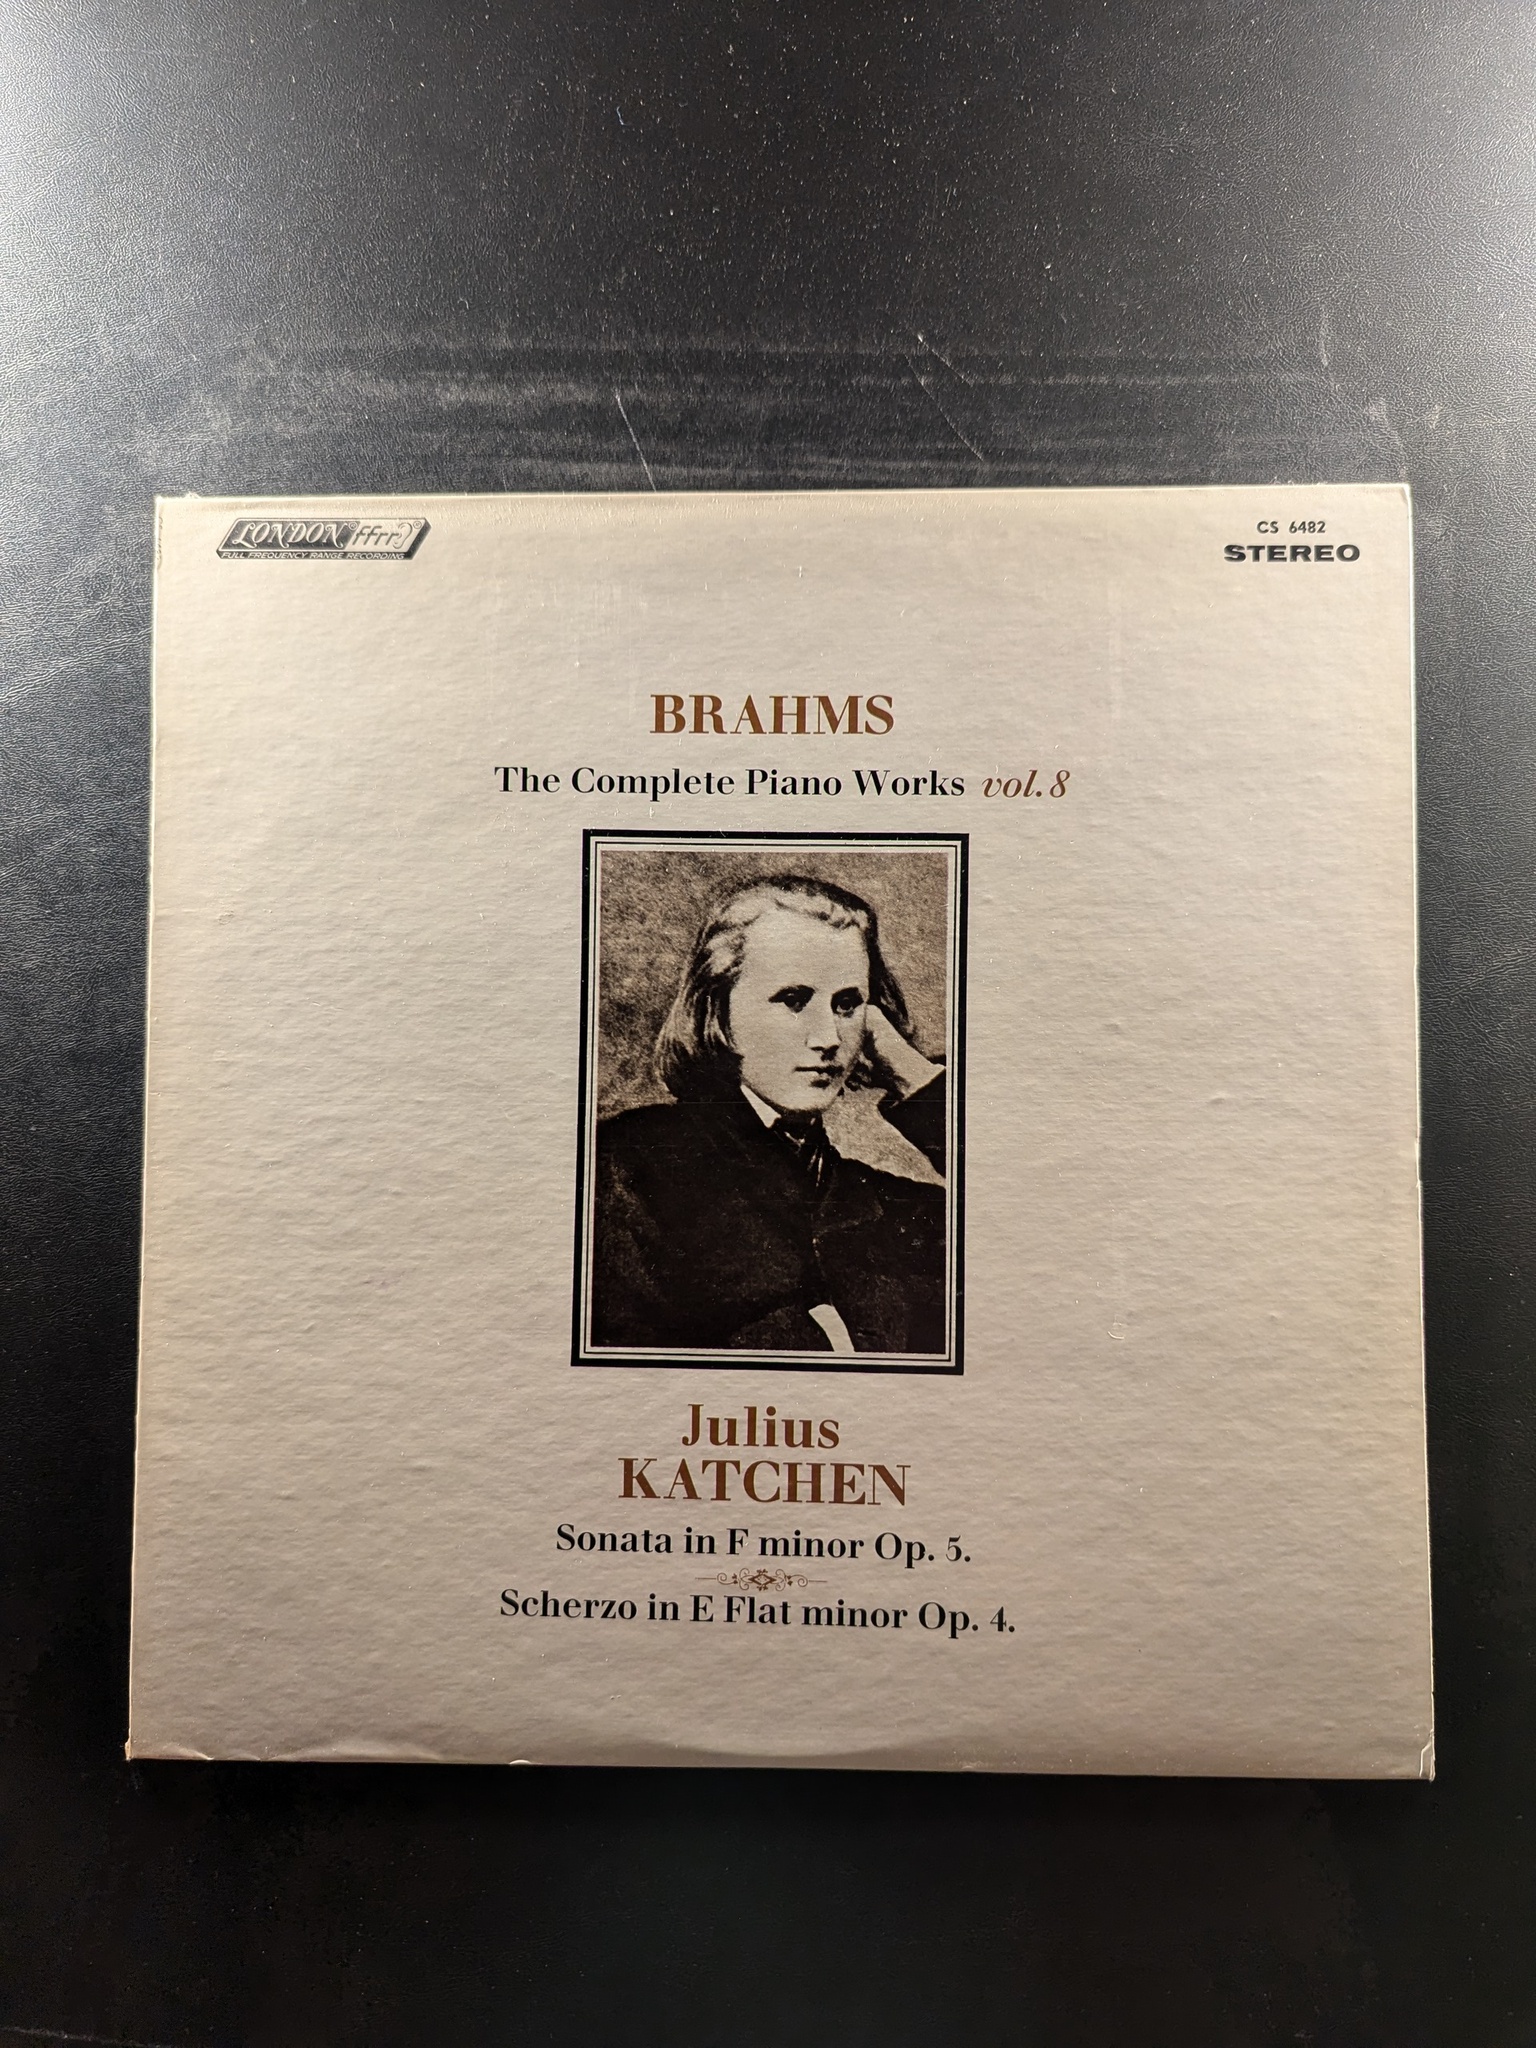 LONDON ffrr
FULL FREQUENCY RANGE RECORDING
CS 6482
STEREO
BRAHMS
The Complete Piano Works vol. 8
Julius
KATCHEN
Sonata in F minor Op. 5.
Scherzo in E Flat minor Op. 4.